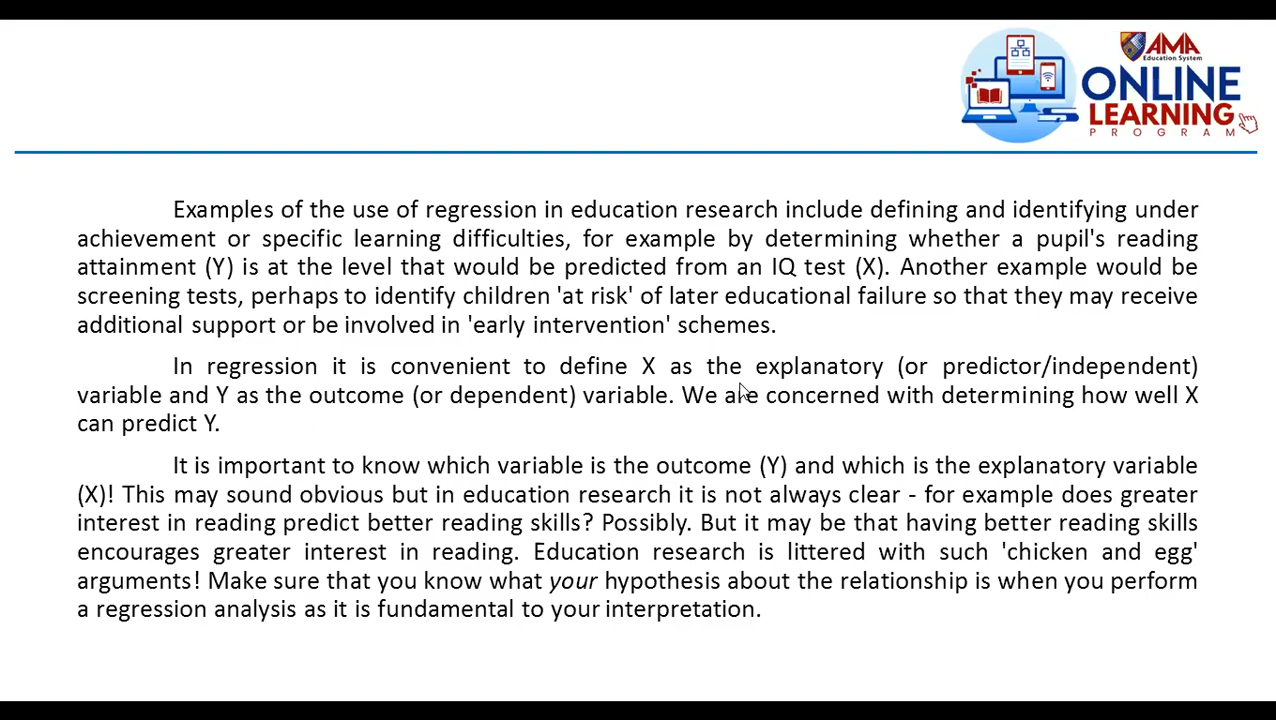 AMA
Education System
ONLINE
LEARNING
PROGRAM
Examples of the use of regression in education research include defining and identifying under
achievement or specific learning difficulties, for example by determining whether a pupil's reading
attainment (Y) is at the level that would be predicted from an IQ test (X). Another example would be
screening tests, perhaps to identify children 'at risk' of later educational failure so that they may receive
additional support or be involved in 'early intervention' schemes.
In regression it is convenient to define X as the explanatory (or predictor/independent)
variable and Y as the outcome (or dependent) variable. We are concerned with determining how well X
can predict Y.
It is important to know which variable is the outcome (Y) and which is the explanatory variable
(X)! This may sound obvious but in education research it is not always clear - for example does greater
interest in reading predict better reading skills? Possibly. But it may be that having better reading skills
encourages greater interest in reading. Education research is littered with such 'chicken and egg'
arguments! Make sure that you know what your hypothesis about the relationship is when you perform
a regression analysis as it is fundamental to your interpretation.